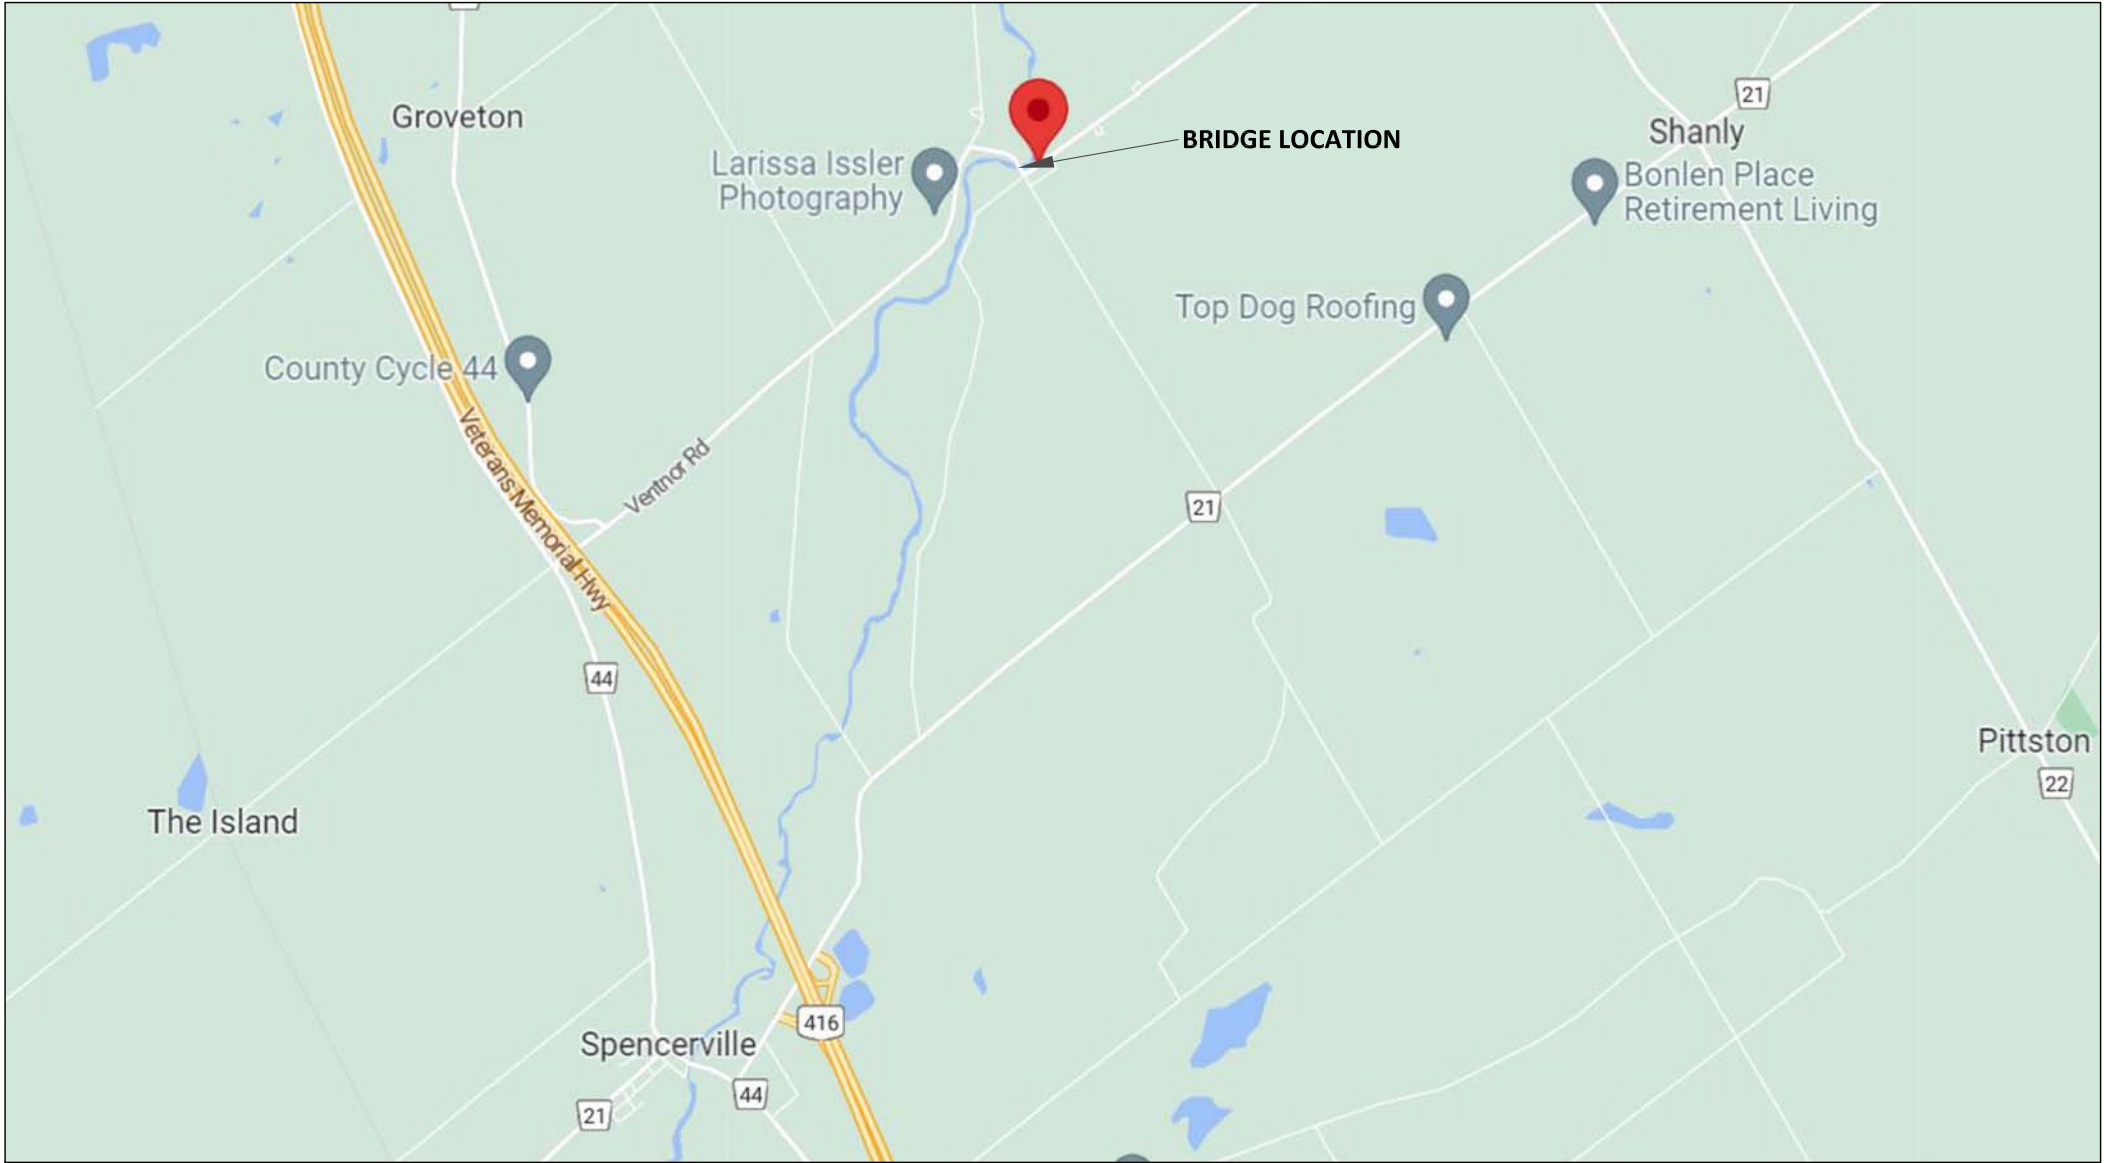 Groveton
21
Shanly
BRIDGE LOCATION
Larissa Issler
Photography
Bonlen Place
Retirement Living
Top Dog Roofing
County Cycle 44
Veterans Memorial Hwy
Ventnor Rd
21
44
Pittston
22
The Island
416
Spencerville
44
21